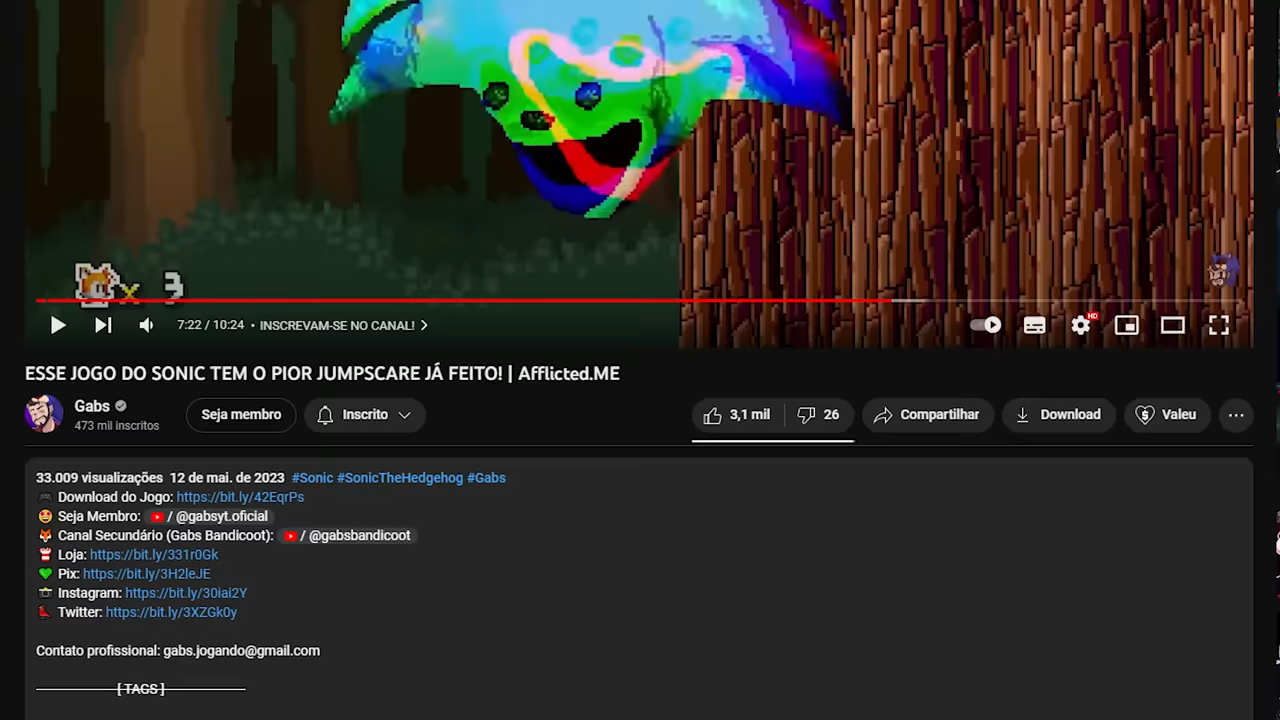 3
7:22 / 10:24 • INSCREVAM-SE NO CANAL!
HD
ESSE JOGO DO SONIC TEM O PIOR JUMPSCARE JÁ FEITO! | Afflicted.ME
Gabs
473 mil inscritos
Seja membro
Inscrito
3,1 mil
26
Compartilhar
Download
Valeu
33.009 visualizações 12 de mai. de 2023 #Sonic #SonicTheHedgehog #Gabs
Download do Jogo: https://bit.ly/42EqrPs
Seja Membro: / @gabsyt.oficial
Canal Secundário (Gabs Bandicoot): / @gabsbandicoot
Loja: https://bit.ly/331r0Gk
Pix: https://bit.ly/3H2leJE
Instagram: https://bit.ly/30iai2Y
Twitter: https://bit.ly/3XZGk0y
Contato profissional: gabs.jogando@gmail.com
[ TAGS ]